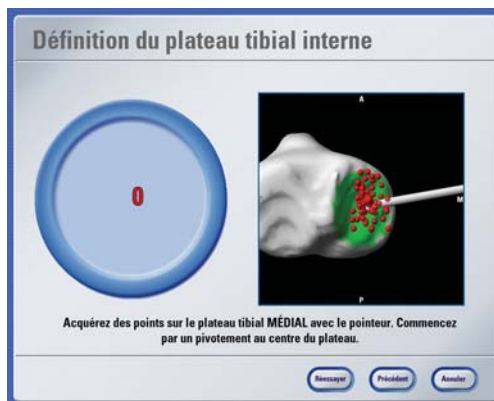 Définition du plateau tibial interne
0
A
M
P
Acquérez des points sur le plateau tibial MÉDIAL avec le pointeur. Commencez
par un pivotement au centre du plateau.
Réessayer
Précédent
Annuler